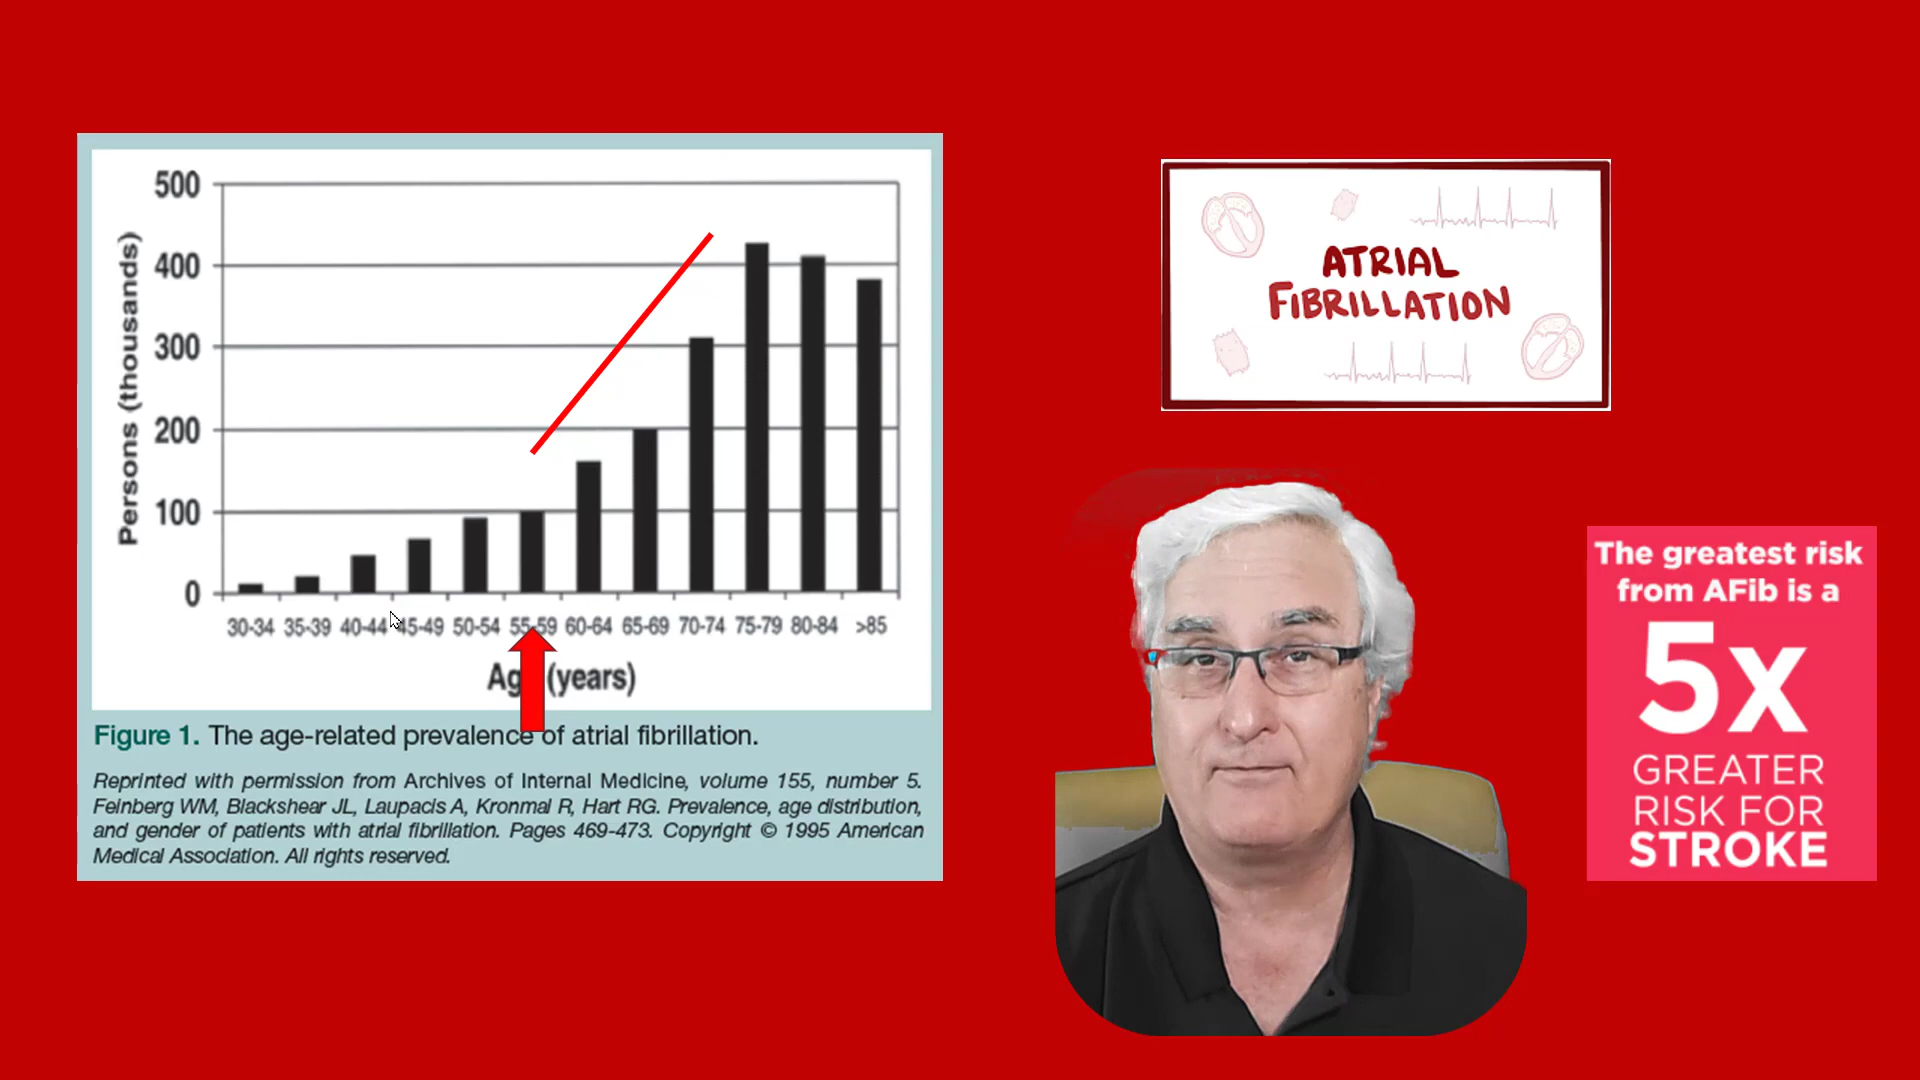 500
400
300
200
100
0
Persons (thousands)
30-34 35-39 40-44 45-49 50-54 55-59 60-64 65-69 70-74 75-79 80-84 >85
(years)
Figure 1. The age-related prevalence of atrial fibrillation.
Reprinted with permission from Archives of Internal Medicine, volume 155, number 5.
Feinberg WM, Blackshear JL, Laupacis A, Kronmal R, Hart RG. Prevalence, age distribution,
and gender of patients with atrial fibrillation. Pages 469-473. Copyright © 1995 American
Medical Association. All rights reserved.
ATRIAL
FIBRILLATION
The greatest risk
from AFib is a
5x
GREATER
RISK FOR
STROKE